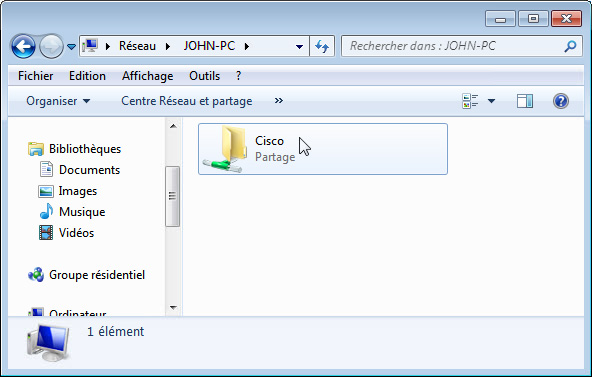 Réseau JOHN-PC Rechercher dans : JOHN-PC
Fichier Edition Affichage Outils ?
Organiser Centre Réseau et partage »
Bibliothèques
Documents
Images
Musique
Vidéos
Groupe résidentiel
Ordinateur
Cisco
Partage
1 élément